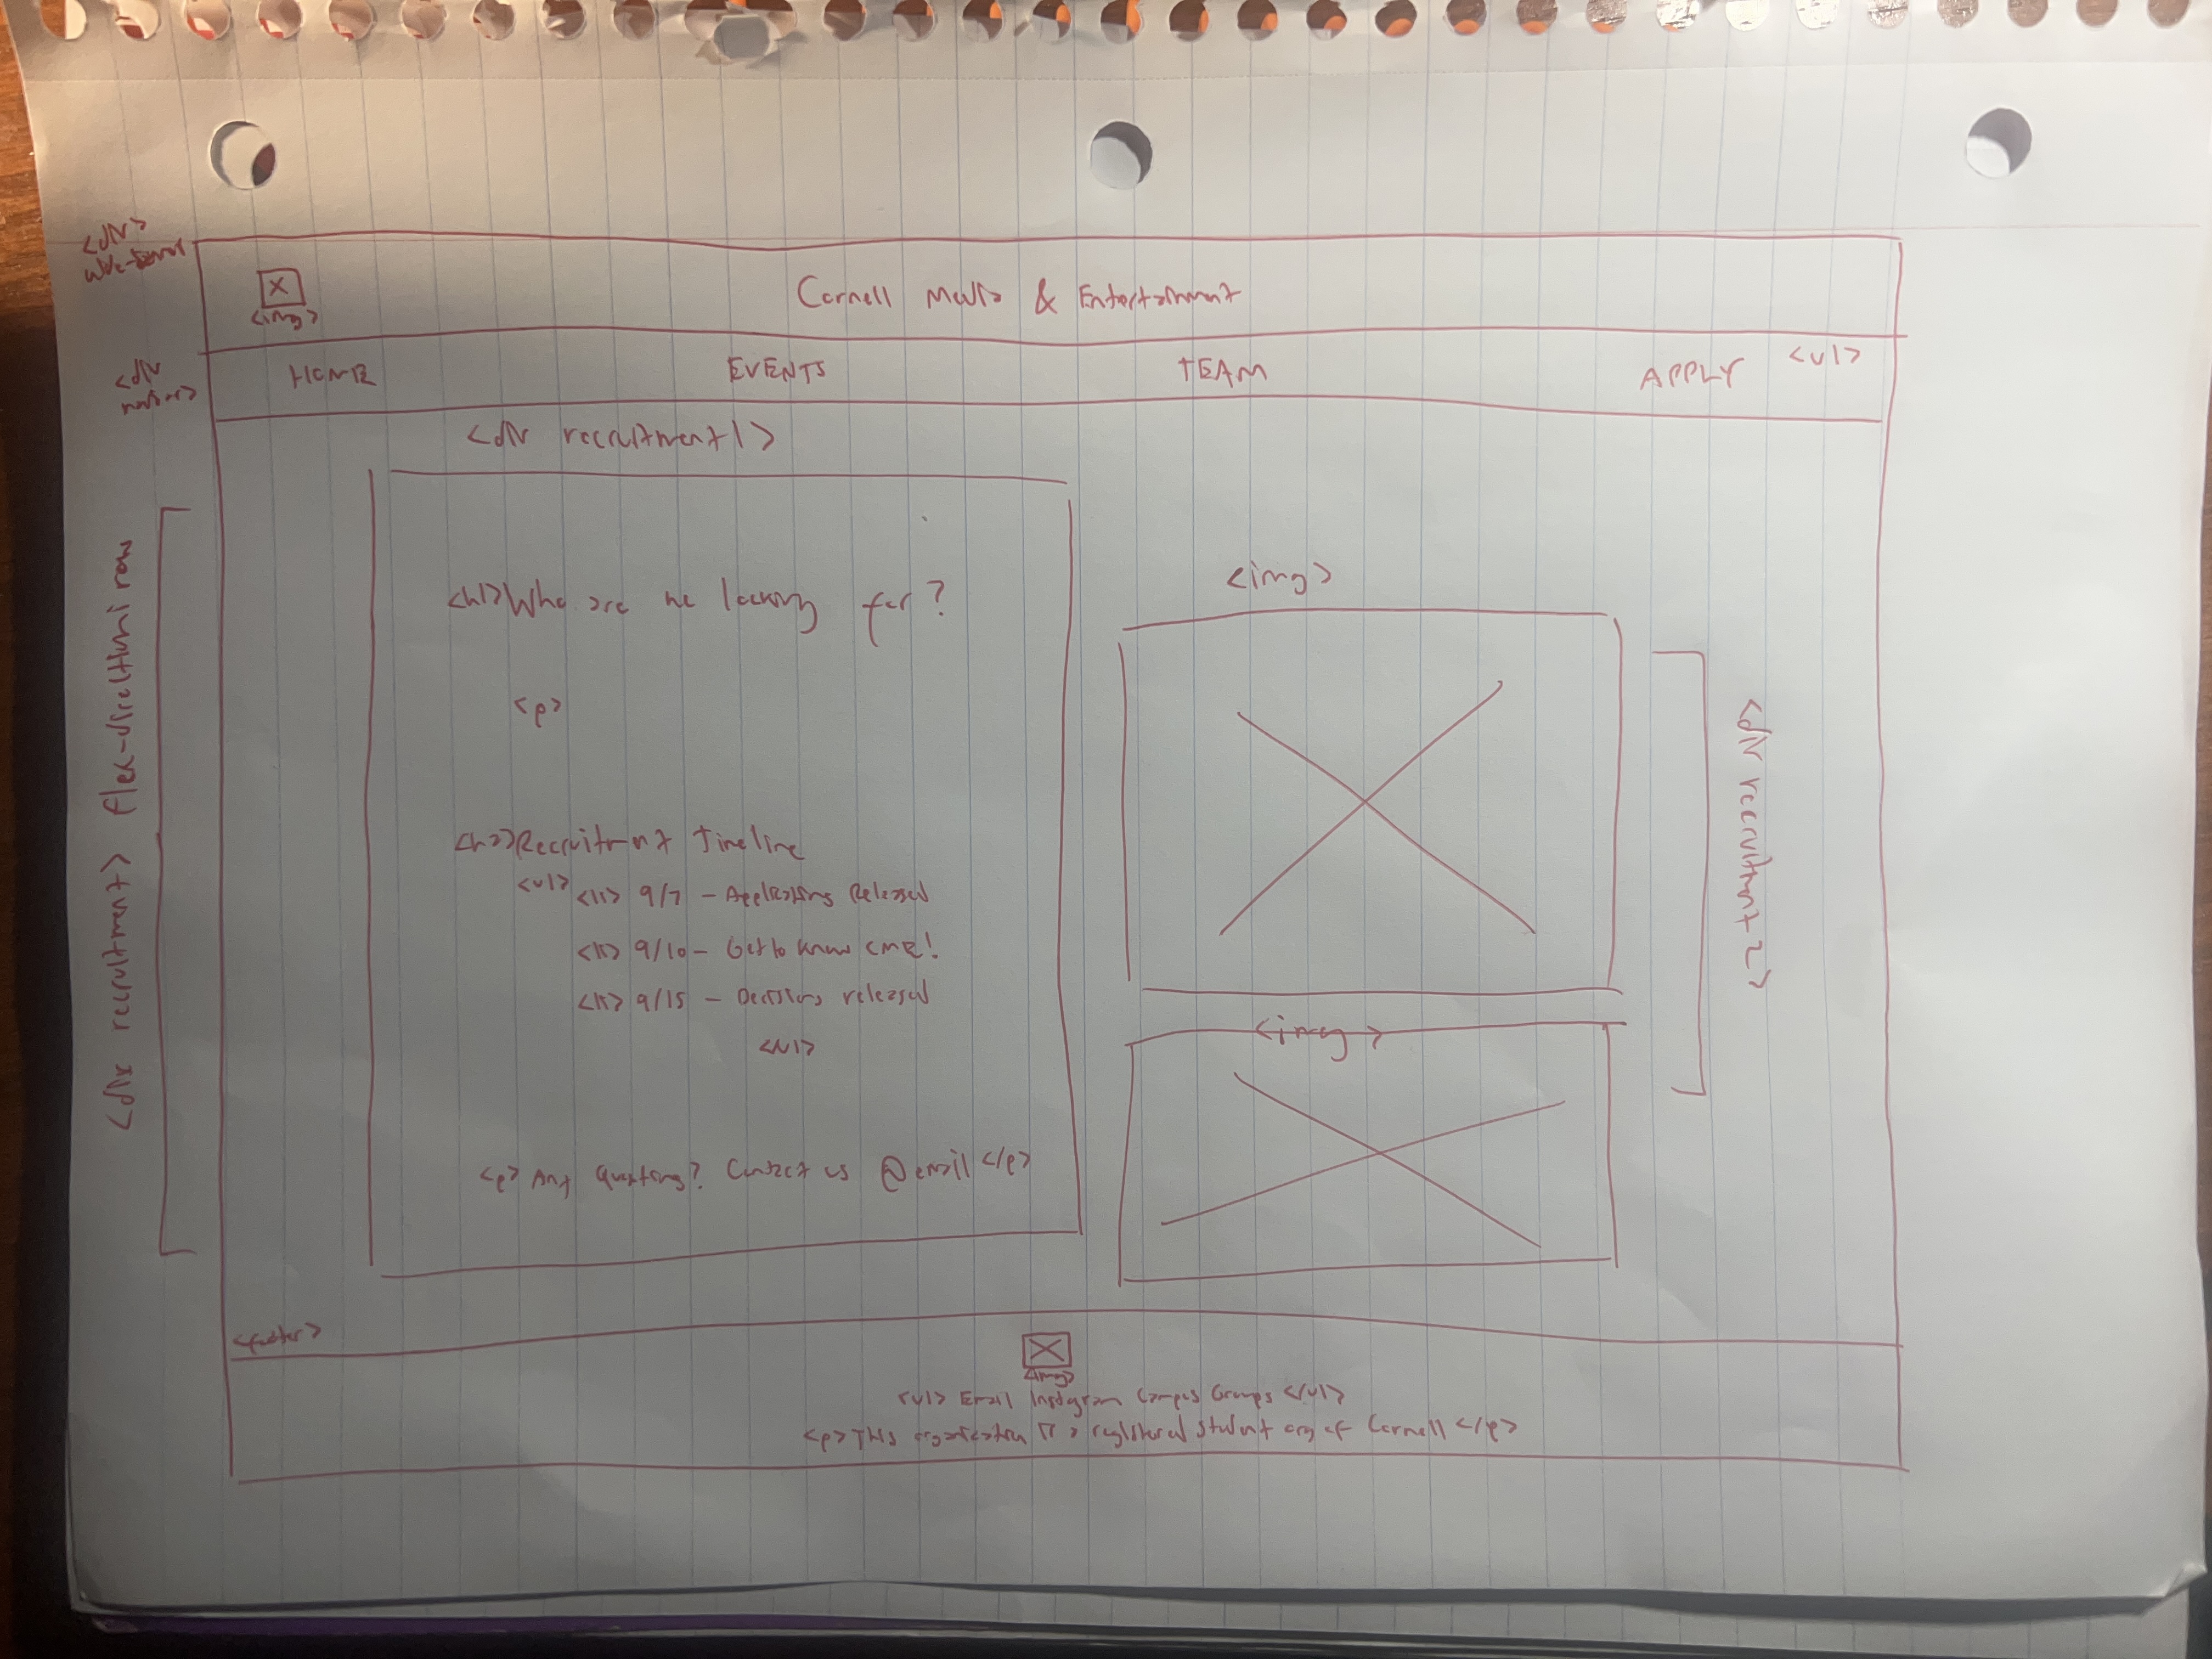 <div>
<img>
Cornell Media & Entertainment
<div
navbar>
HOME EVENTS TEAM APPLY <ul>
<div recruitment1>
<h1>Who are we looking for?
<p>
<h2>Recruitment Timeline
<ul> <li> 9/7 - Applications Released
<li> 9/10 - Get to know CME!
<li> 9/15 - Decisions released
<p> Any Questions? Contact us @email </p>
<div recruitment> flex-direction: row
<img>
<img>
<div recruitment2>
<footer>
<img>
<ul> Email Instagram Campus Groups </ul>
<p> This organization is a registered student org of Cornell </p>